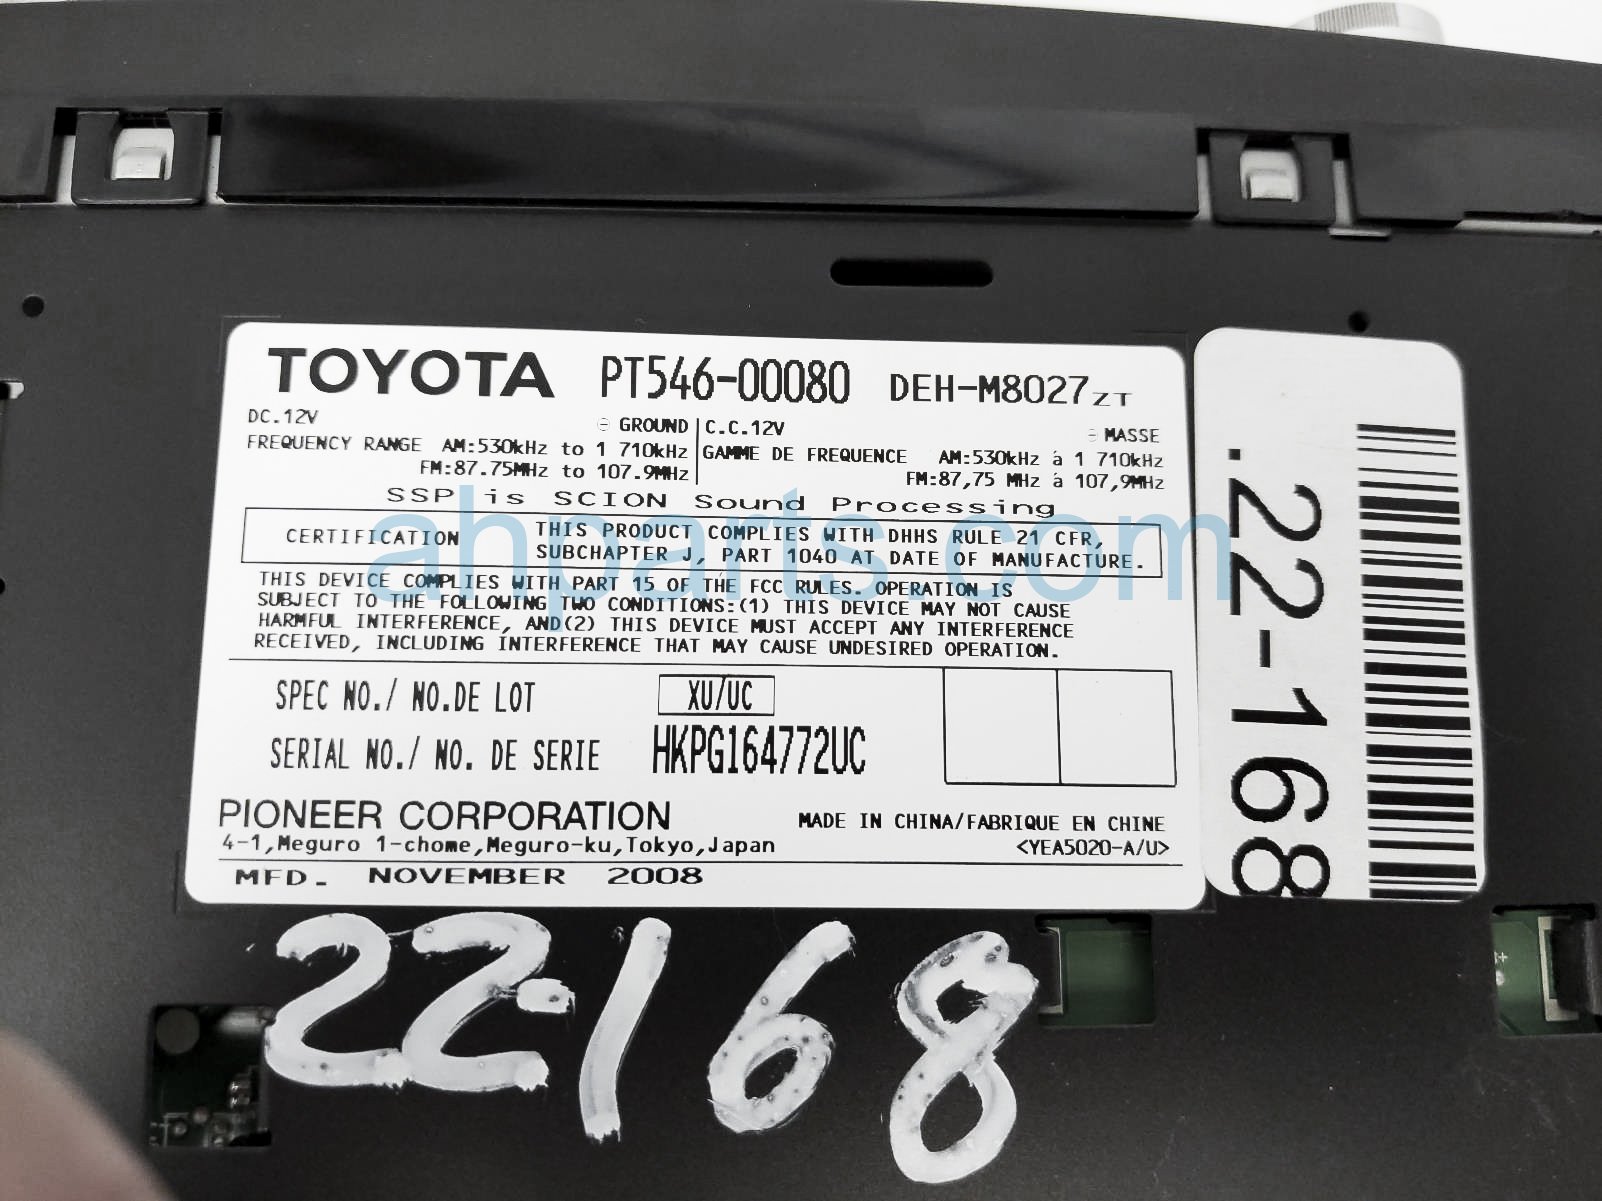 TOYOTA PT546-00080 DEH-M8027ZT
DC.12V ⊖ GROUND
FREQUENCY RANGE AM:530kHz to 1 710kHz
FM:87.75MHz to 107.9MHz
C.C.12V ⊖ MASSE
GAMME DE FREQUENCE AM:530kHz à 1 710kHz
FM:87,75 MHz à 107,9MHz
SSP is SCION Sound Processing
CERTIFICATION
THIS PRODUCT COMPLIES WITH DHHS RULE 21 CFR,
SUBCHAPTER J, PART 1040 AT DATE OF MANUFACTURE.
THIS DEVICE COMPLIES WITH PART 15 OF THE FCC RULES. OPERATION IS
SUBJECT TO THE FOLLOWING TWO CONDITIONS:(1) THIS DEVICE MAY NOT CAUSE
HARMFUL INTERFERENCE, AND(2) THIS DEVICE MUST ACCEPT ANY INTERFERENCE
RECEIVED, INCLUDING INTERFERENCE THAT MAY CAUSE UNDESIRED OPERATION.
SPEC NO./ NO.DE LOT XU/UC
SERIAL NO./ NO. DE SERIE HKPG164772UC
PIONEER CORPORATION MADE IN CHINA/FABRIQUE EN CHINE
4-1,Meguro 1-chome,Meguro-ku,Tokyo,Japan <YEA5020-A/U>
MFD. NOVEMBER 2008
.22-168
22-168
ahparts.com